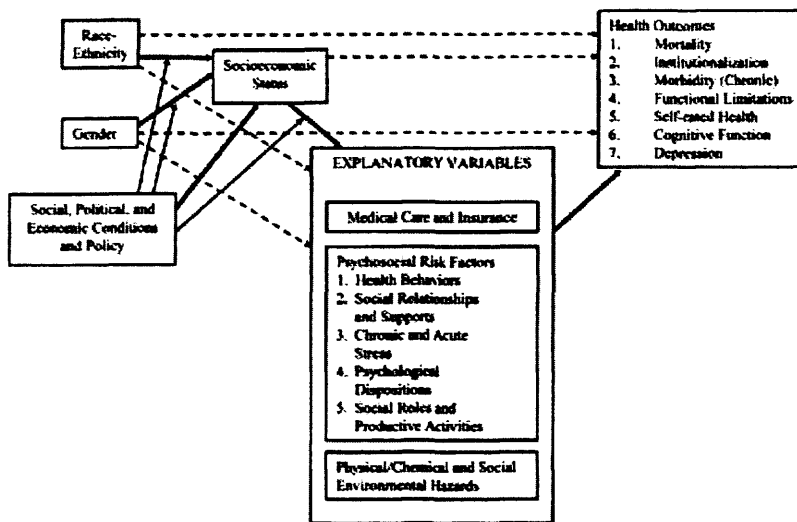 Race-
Ethnicity
Socioeconomic
Status
Gender
Social, Political, and
Economic Conditions
and Policy
Health Outcomes
1. Mortality
2. Institutionalization
3. Morbidity (Chronic)
4. Functional Limitations
5. Self-rated Health
6. Cognitive Function
7. Depression
EXPLANATORY VARIABLES
Medical Care and Insurance
Psychosocial Risk Factors
1. Health Behaviors
2. Social Relationships
and Supports
3. Chronic and Acute
Stress
4. Psychological
Dispositions
5. Social Roles and
Productive Activities
Physical/Chemical and Social
Environmental Hazards